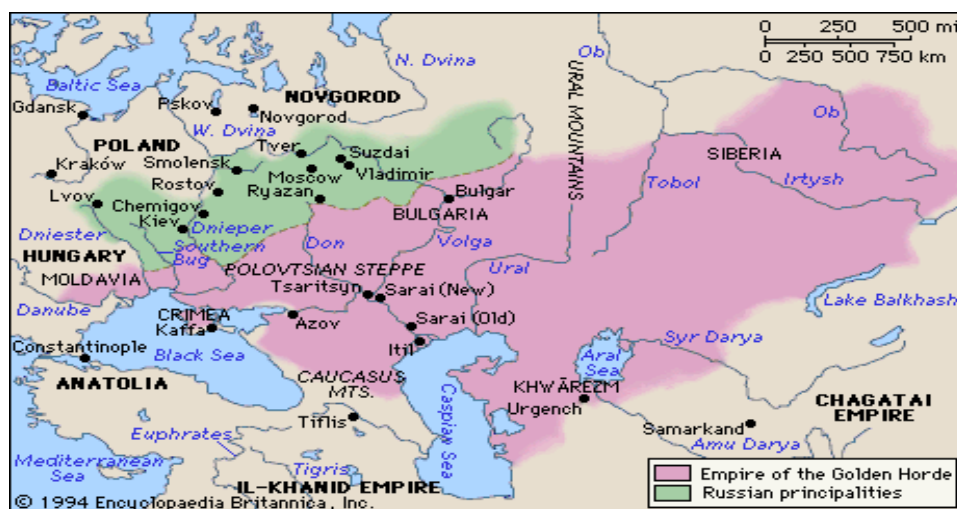 0 250 500 mi
0 250 500 750 km
Baltic Sea
Gdansk
Pskov
NOVGOROD
Novgorod
N. Dvina
W. Dvina
URAL MOUNTAINS
Ob
Ob
POLAND
Kraków
Smolensk
Tver
Suzdai
Moscow
Vladimir
Rostov
Ryazan
Lvov
Chemigov
Kiev
Dnieper
Bulgar
BULGARIA
SIBERIA
Tobol
Irtysh
Dniester
Southern
Bug
Don
Volga
Ural
HUNGARY
MOLDAVIA
POLOVTSIAN STEPPE
Tsaritsyn
Sarai (New)
Sarai (Old)
Danube
CRIMEA
Kaffa
Azov
Itil
Lake Balkhash
Constantinople
Black Sea
Aral
Sea
Syr Darya
ANATOLIA
CAUCASUS
MTS.
Caspian Sea
KHWĀREZM
Urgench
CHAGATAI
EMPIRE
Tiflis
Samarkand
Euphrates
Amu Darya
Mediterranean
Sea
Tigris
IL-KHANID EMPIRE
Empire of the Golden Horde
Russian principalities
© 1994 Encyclopaedia Britannica, Inc.